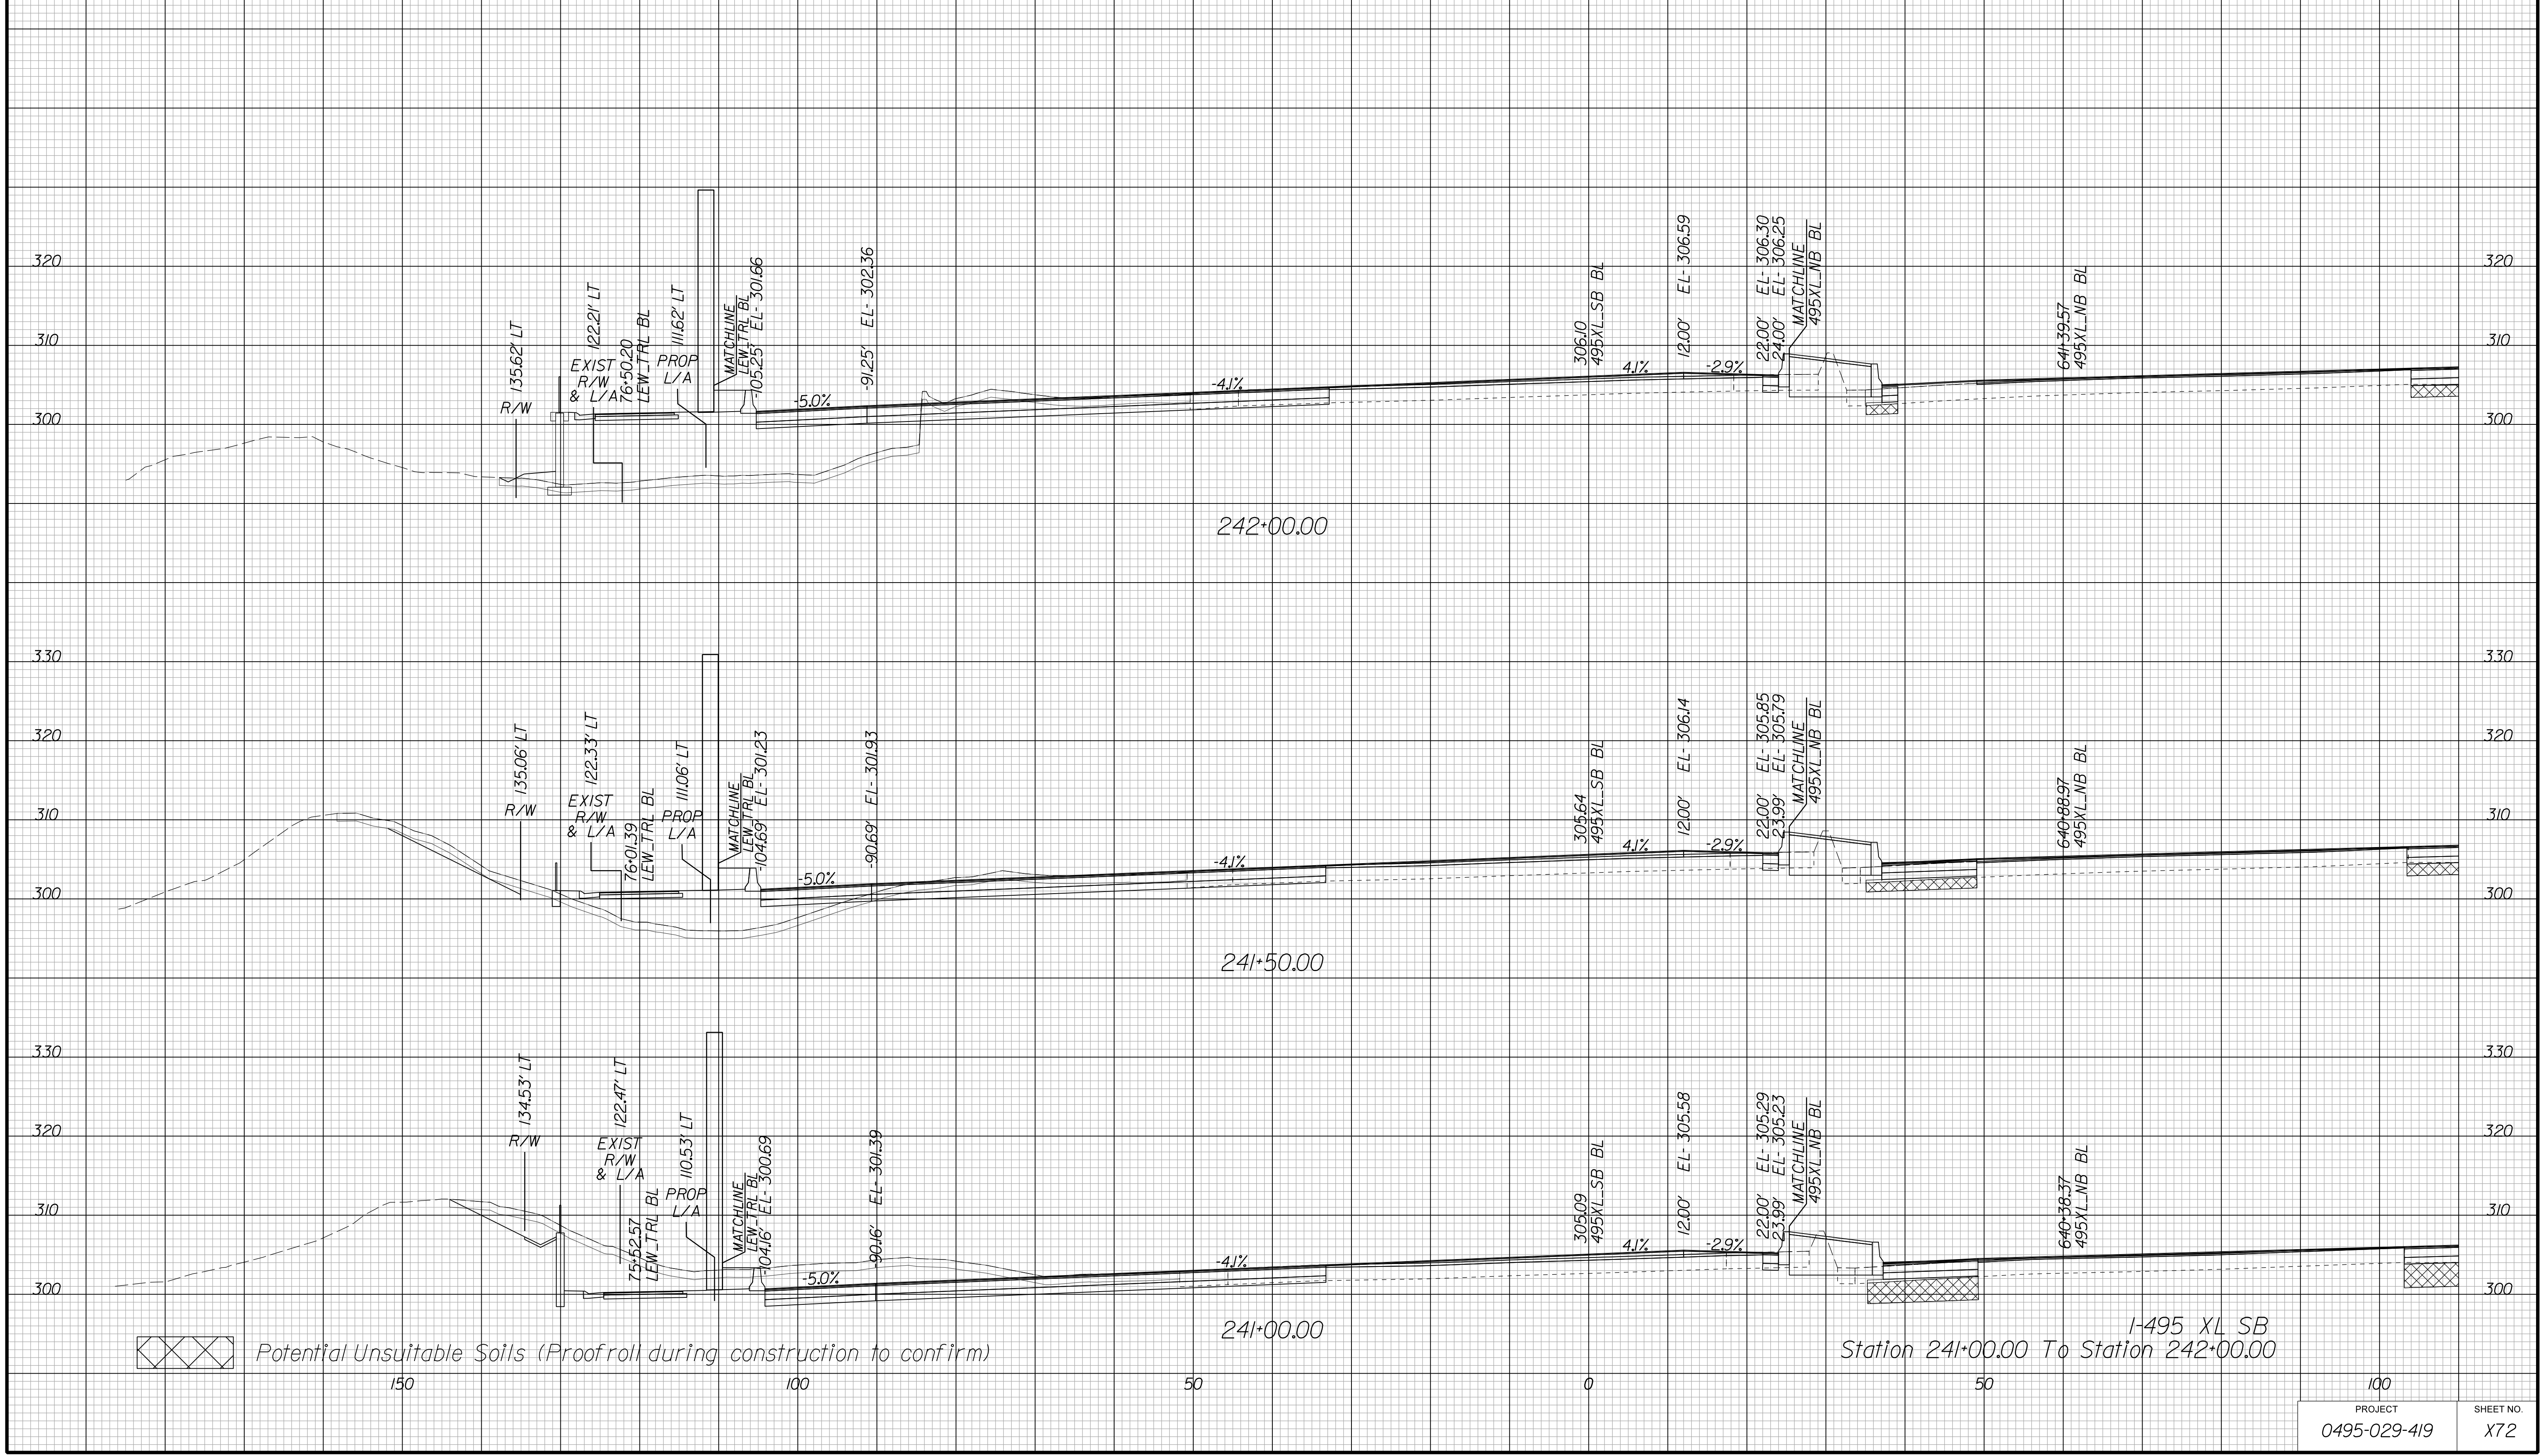 320
310
300
R/W
135.62' LT
EXIST
R/W
& L/A
122.21' LT
76+50.20
LEW_TRL BL
PROP
L/A
111.62' LT
MATCHLINE
LEW_TRL BL
-105.25' EL- 301.66
-5.0%
-91.25' EL- 302.36
-4.1%
306.10
495XL_SB BL
4.1%
12.00' EL- 306.59
-2.9%
22.00' EL- 306.30
24.00' EL- 306.25
MATCHLINE
495XL_NB BL
641+39.57
495XL_NB BL
320
310
300
242+00.00
330
320
310
300
R/W
135.06' LT
EXIST
R/W
& L/A
122.33' LT
76+01.39
LEW_TRL BL
PROP
L/A
111.06' LT
MATCHLINE
LEW_TRL BL
-104.69' EL- 301.23
-5.0%
-90.69' EL- 301.93
-4.1%
305.64
495XL_SB BL
4.1%
12.00' EL- 306.14
-2.9%
22.00' EL- 305.85
23.99' EL- 305.79
MATCHLINE
495XL_NB BL
640+88.97
495XL_NB BL
330
320
310
300
241+50.00
330
320
310
300
R/W
134.53' LT
EXIST
R/W
& L/A
122.47' LT
75+52.57
LEW_TRL BL
PROP
L/A
110.53' LT
MATCHLINE
LEW_TRL BL
-104.16' EL- 300.69
-5.0%
-90.16' EL- 301.39
-4.1%
305.09
495XL_SB BL
4.1%
12.00' EL- 305.58
-2.9%
22.00' EL- 305.29
23.99' EL- 305.23
MATCHLINE
495XL_NB BL
640+38.37
495XL_NB BL
330
320
310
300
241+00.00
Potential Unsuitable Soils (Proofroll during construction to confirm)
I-495 XL SB
Station 241+00.00 To Station 242+00.00
150 100 50 0 50 100
PROJECT
0495-029-419
SHEET NO.
X72